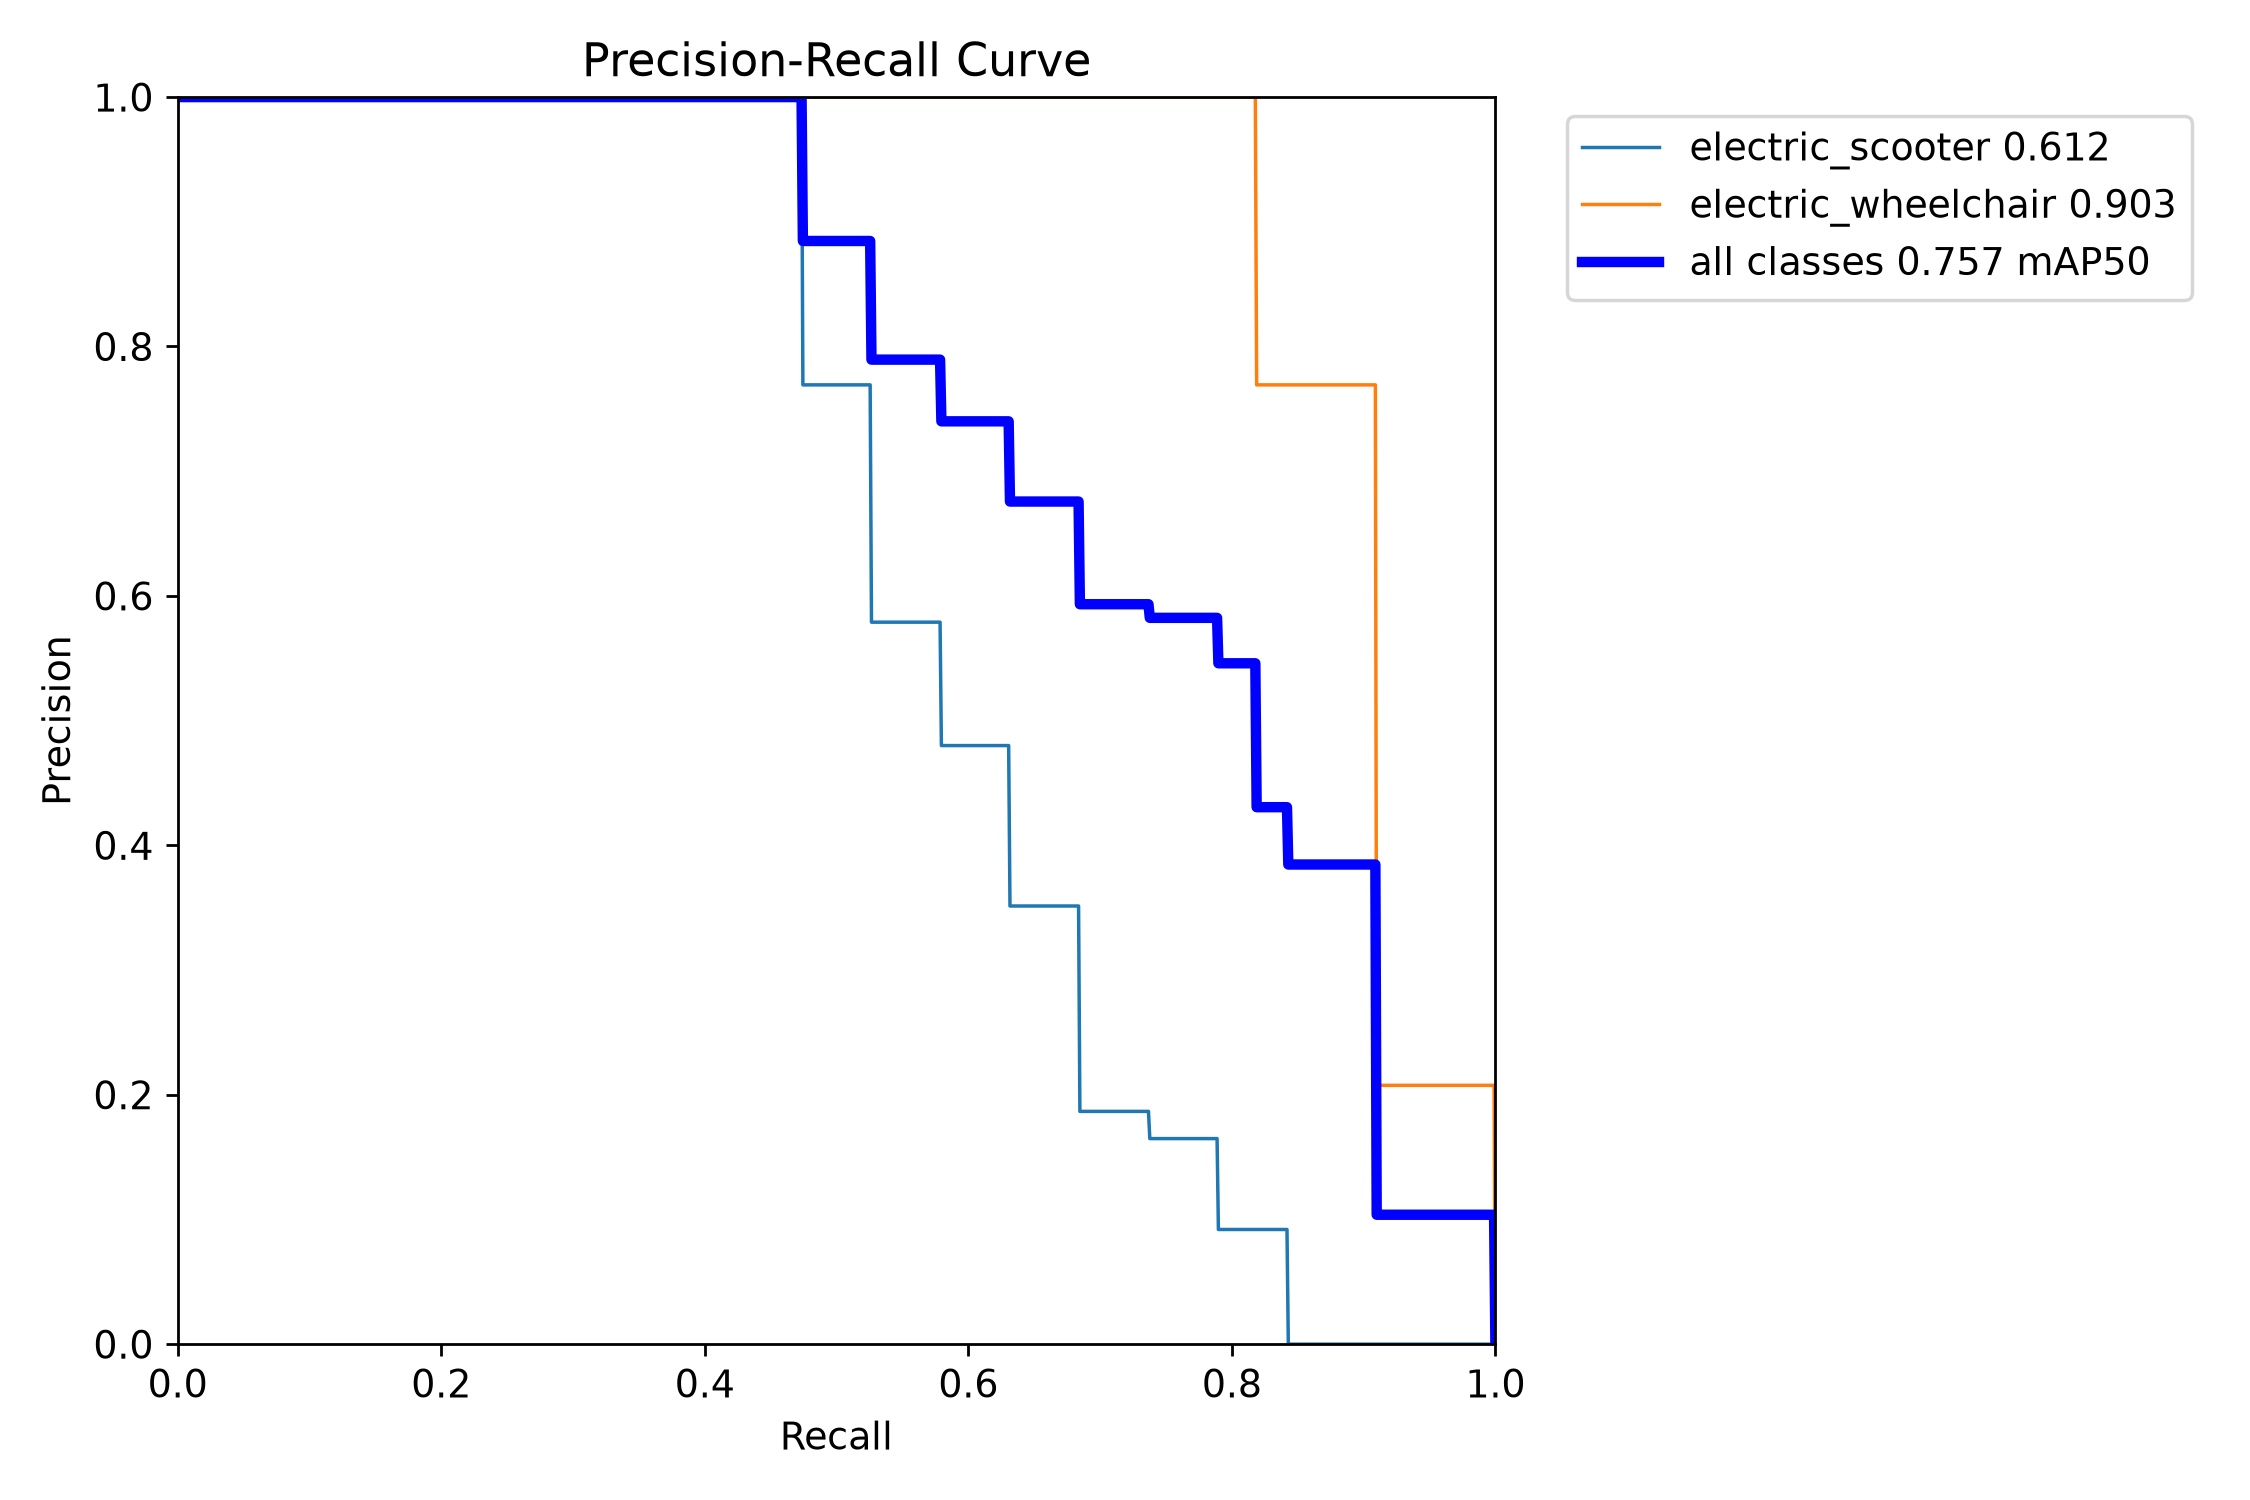 Precision-Recall Curve
electric_scooter 0.612
electric_wheelchair 0.903
all classes 0.757 mAP50
Precision
1.0
0.8
0.6
0.4
0.2
0.0
0.0 0.2 0.4 0.6 0.8 1.0
Recall